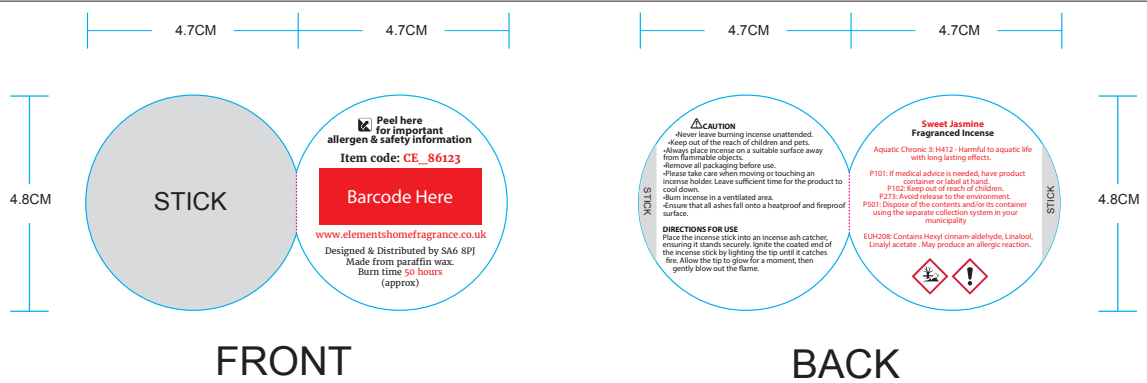 4.7CM
4.7CM
4.7CM
4.7CM
4.8CM
STICK
Peel here
for important
allergen & safety information
Item code: CE_86123
Barcode Here
www.elementshomefragrance.co.uk
Designed & Distributed by SA6 8PJ
Made from paraffin wax.
Burn time 50 hours
(approx)
FRONT
STICK
CAUTION
•Never leave burning incense unattended.
•Keep out of the reach of children and pets.
•Always place incense on a suitable surface away
from flammable objects.
•Remove all packaging before use.
•Please take care when moving or touching an
incense holder. Leave sufficient time for the product to
cool down.
•Burn incense in a ventilated area.
•Ensure that all ashes fall onto a heatproof and fireproof
surface.
DIRECTIONS FOR USE
Place the incense stick into an incense ash catcher,
ensuring it stands securely. Ignite the coated end of
the incense stick by lighting the tip until it catches
fire. Allow the tip to glow for a moment, then
gently blow out the flame.
Sweet Jasmine
Fragranced Incense
Aquatic Chronic 3: H412 - Harmful to aquatic life
with long lasting effects.
P101: If medical advice is needed, have product
container or label at hand.
P102: Keep out of reach of children.
P273: Avoid release to the environment.
P501: Dispose of the contents and/or its container
using the separate collection system in your
municipality
EUH208: Contains Hexyl cinnam-aldehyde, Linalool,
Linalyl acetate . May produce an allergic reaction.
STICK
4.8CM
BACK